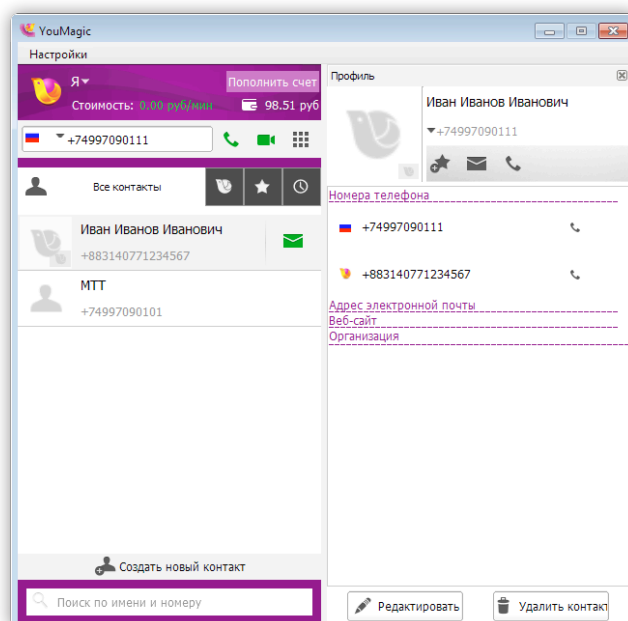 YouMagic
Настройки
Я
Пополнить счет
Стоимость: 0.00 руб/мин
98.51 руб
+74997090111
Все контакты
Иван Иванов Иванович
+883140771234567
МТТ
+74997090101
Создать новый контакт
Поиск по имени и номеру
Профиль
Иван Иванов Иванович
+74997090111
Номера телефона
+74997090111
+883140771234567
Адрес электронной почты
Веб-сайт
Организация
Редактировать
Удалить контакт